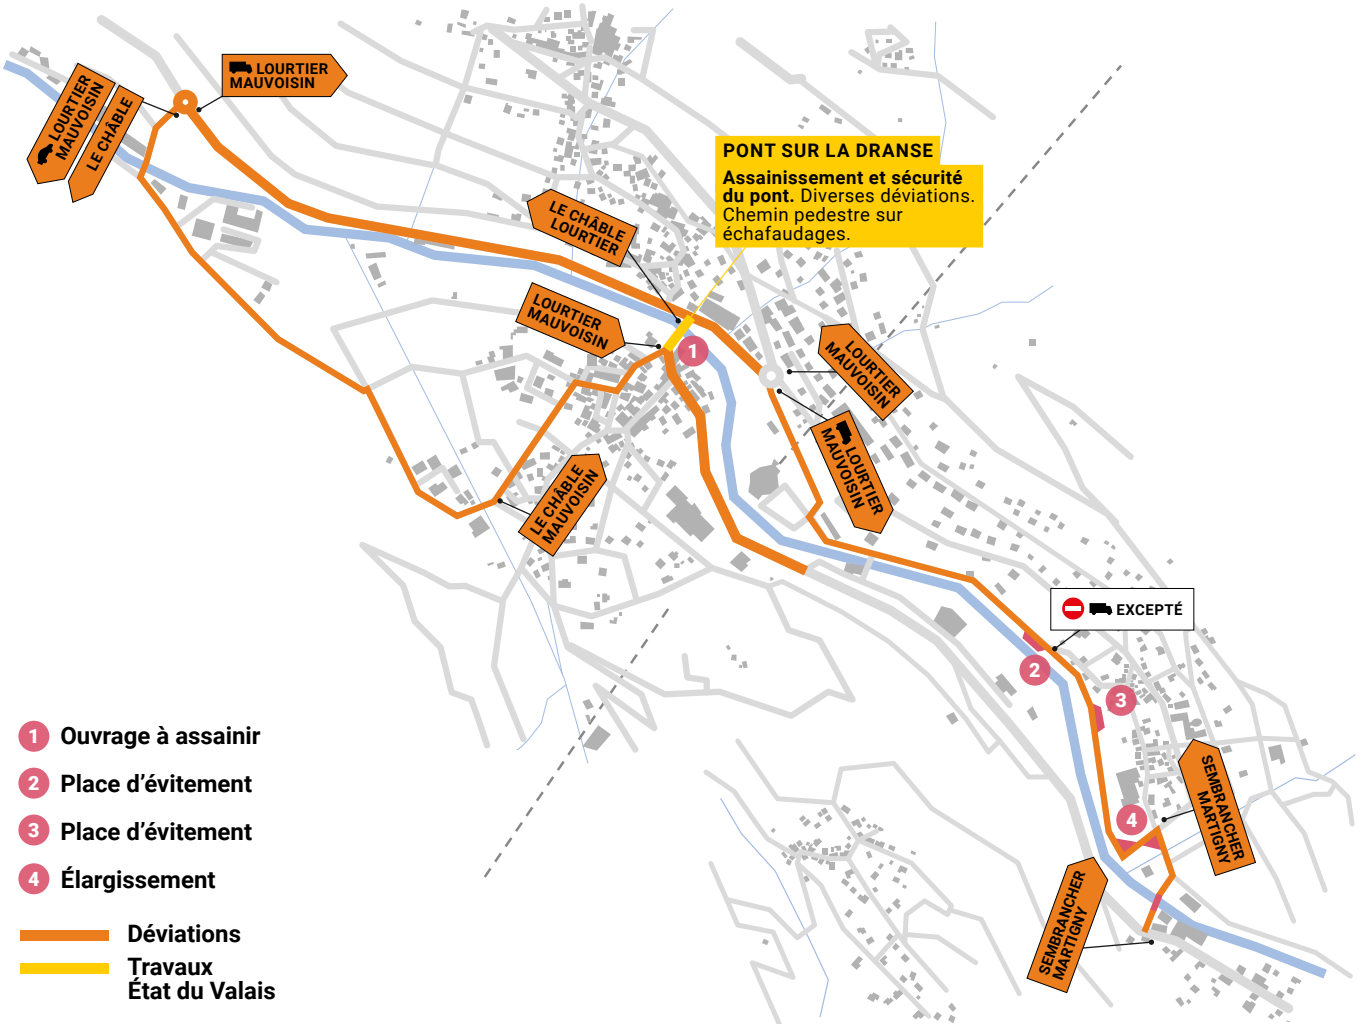 LOURTIER
MAUVOISIN
LE CHÂBLE
LOURTIER
MAUVOISIN
PONT SUR LA DRANSE
Assainissement et sécurité
du pont. Diverses déviations.
Chemin pedestre sur
échafaudages.
LE CHÂBLE
LOURTIER
LOURTIER
MAUVOISIN
1
LOURTIER
MAUVOISIN
LOURTIER
MAUVOISIN
LE CHÂBLE
MAUVOISIN
EXCEPTÉ
2
3
4
SEMBRANCHER
MARTIGNY
SEMBRANCHER
MARTIGNY
1 Ouvrage à assainir
2 Place d'évitement
3 Place d'évitement
4 Élargissement
Déviations
Travaux
État du Valais